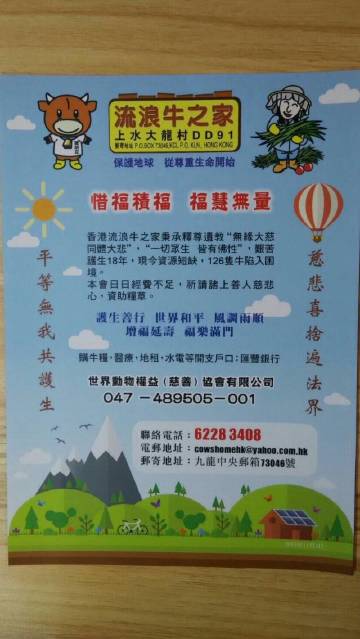 流浪牛之家
上水大龍村DD91
郵寄地址 P.O.BOX 73046,KCL P.O, KLN, HONG KONG
保護地球 從尊重生命開始
惜福積福 福慧無量
香港流浪牛之家秉承釋尊遺教“無緣大慈
同體大悲”，“一切眾生 皆有佛性”，艱苦
護生18年，現今資源短缺，126隻牛陷入困
境。
本會日日經費不足，祈請諸上善人慈悲
心，資助糧草。
護生善行 世界和平 風調雨順
增福延壽 福樂滿門
購牛糧，醫療，地租，水電等開支戶口：匯豐銀行
世界動物權益（慈善）協會有限公司
047 －489505－001
平等無我共護生
慈悲喜捨遍法界
聯絡電話：6228 3408
電郵地址：cowshomehk@yahoo.com.hk
郵寄地址：九龍中央郵箱73046號